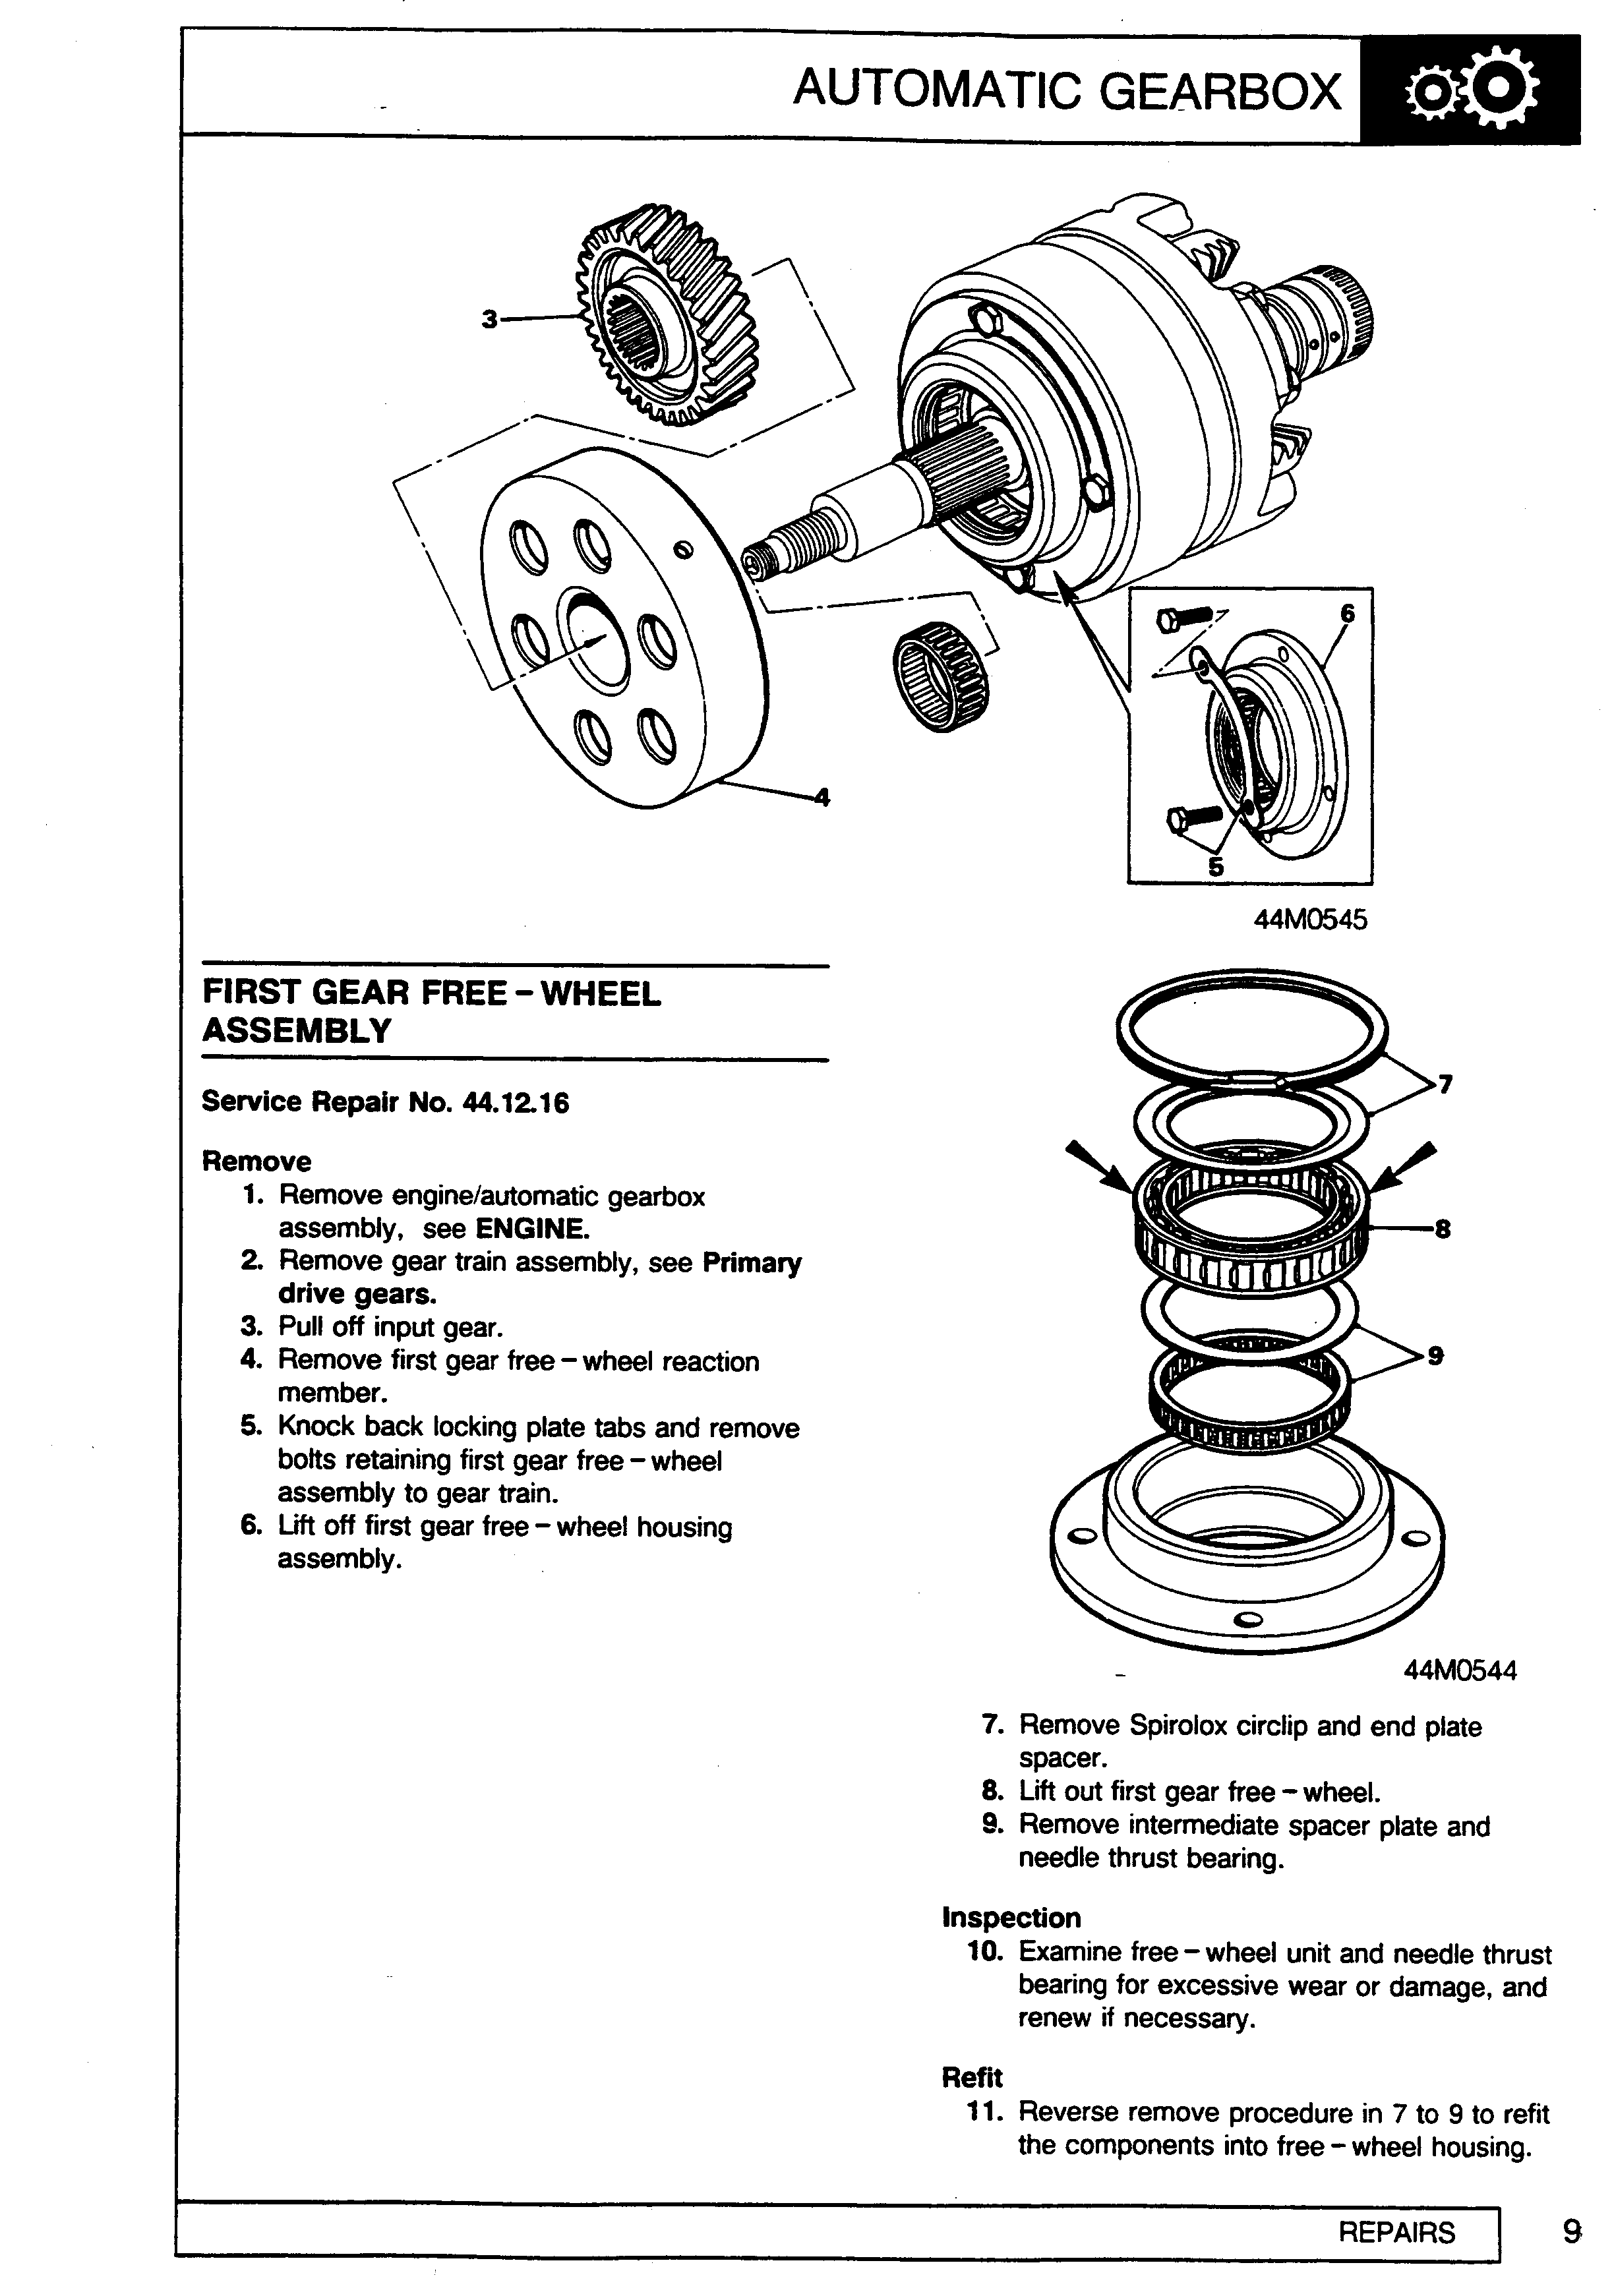 AUTOMATIC GEARBOX
3
4
6
5
44M0545
FIRST GEAR FREE – WHEEL
ASSEMBLY
Service Repair No. 44.12.16
Remove
1. Remove engine/automatic gearbox
assembly, see ENGINE.
2. Remove gear train assembly, see Primary
drive gears.
3. Pull off input gear.
4. Remove first gear free – wheel reaction
member.
5. Knock back locking plate tabs and remove
bolts retaining first gear free – wheel
assembly to gear train.
6. Lift off first gear free – wheel housing
assembly.
7
8
9
44M0544
7. Remove Spirolox circlip and end plate
spacer.
8. Lift out first gear free – wheel.
9. Remove intermediate spacer plate and
needle thrust bearing.
Inspection
10. Examine free – wheel unit and needle thrust
bearing for excessive wear or damage, and
renew if necessary.
Refit
11. Reverse remove procedure in 7 to 9 to refit
the components into free – wheel housing.
REPAIRS
9